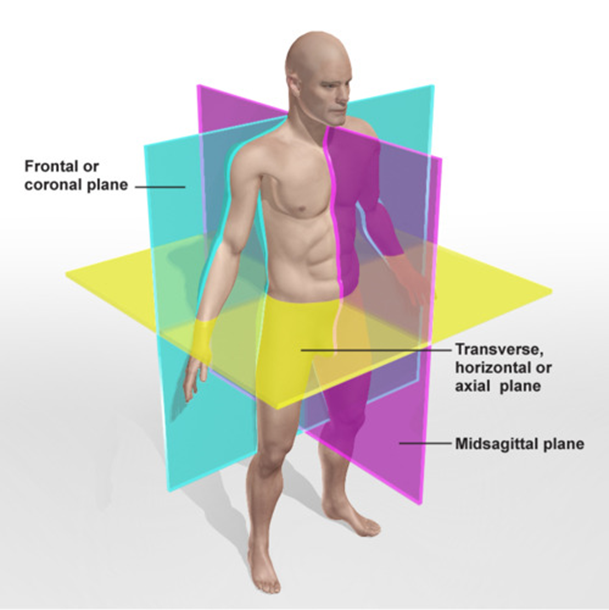 Frontal or
coronal plane
Transverse,
horizontal or
axial plane
Midsagittal plane